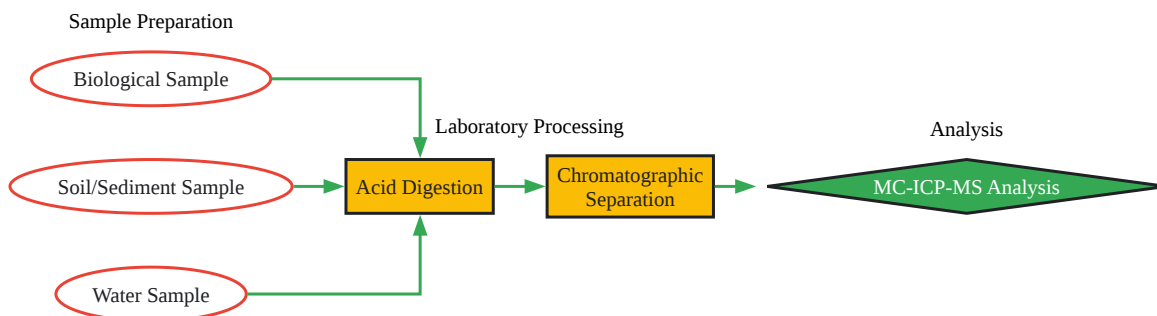 Sample Preparation
Biological Sample
Laboratory Processing
Analysis
Soil/Sediment Sample
Acid Digestion
Chromatographic
Separation
MC-ICP-MS Analysis
Water Sample